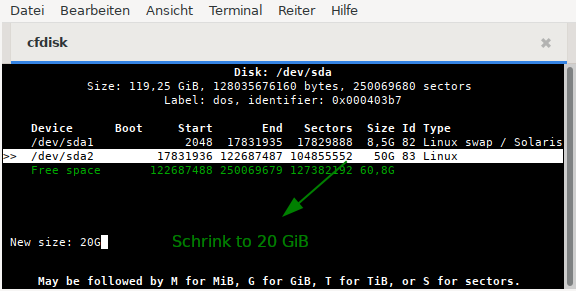 Datei Bearbeiten Ansicht Terminal Reiter Hilfe
cfdisk
Disk: /dev/sda
Size: 119,25 GiB, 128035676160 bytes, 250069680 sectors
Label: dos, identifier: 0x000403b7
Device Boot Start End Sectors Size Id Type
/dev/sda1 2048 17831935 17829888 8,5G 82 Linux swap / Solaris
>> /dev/sda2 17831936 122687487 104855552 50G 83 Linux
Free space 122687488 250069679 127382192 60,8G
New size: 20G
Schrink to 20 GiB
May be followed by M for MiB, G for GiB, T for TiB, or S for sectors.